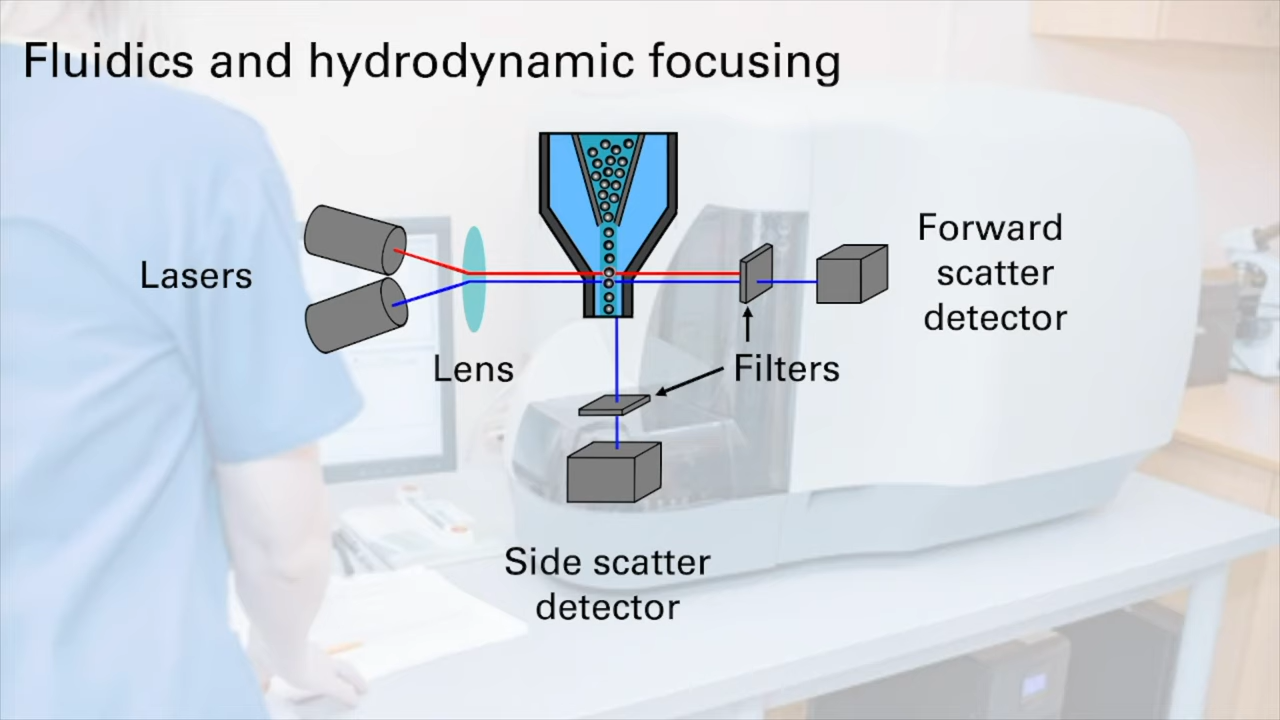 Fluidics and hydrodynamic focusing
Lasers
Lens
Filters
Forward
scatter
detector
Side scatter
detector